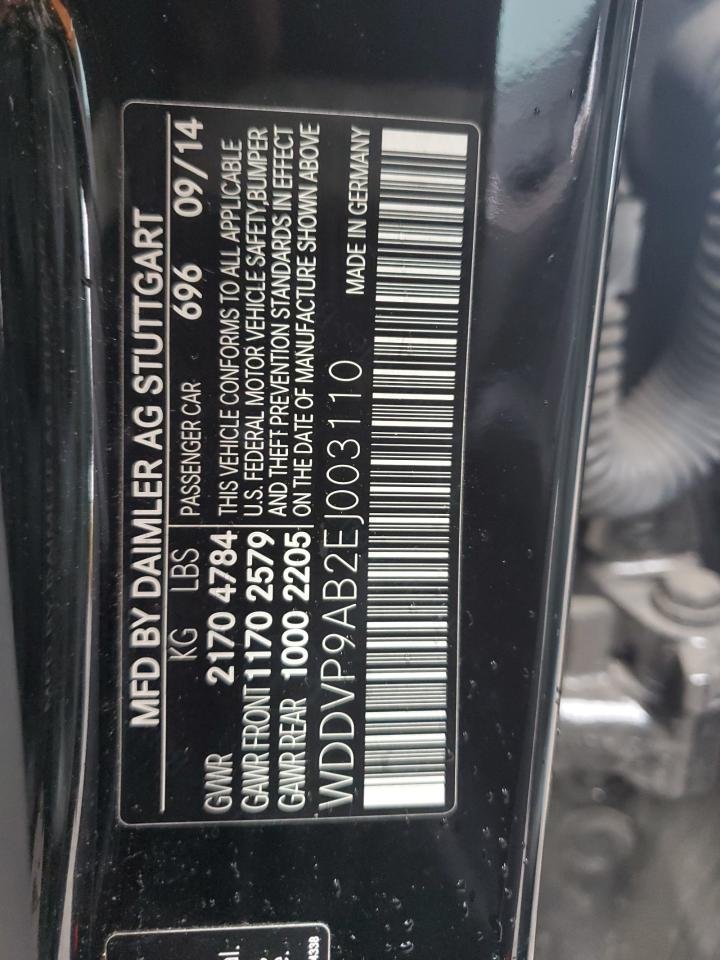 MFD BY DAIMLER AG STUTTGART
KG LBS PASSENGER CAR 696 09/14
GVWR 2170 4784 THIS VEHICLE CONFORMS TO ALL APPLICABLE
GAWR FRONT 1170 2579 U.S. FEDERAL MOTOR VEHICLE SAFETY,BUMPER
GAWR REAR 1000 2205 AND THEFT PREVENTION STANDARDS IN EFFECT
ON THE DATE OF MANUFACTURE SHOWN ABOVE
WDDVP9AB2EJ003110 MADE IN GERMANY